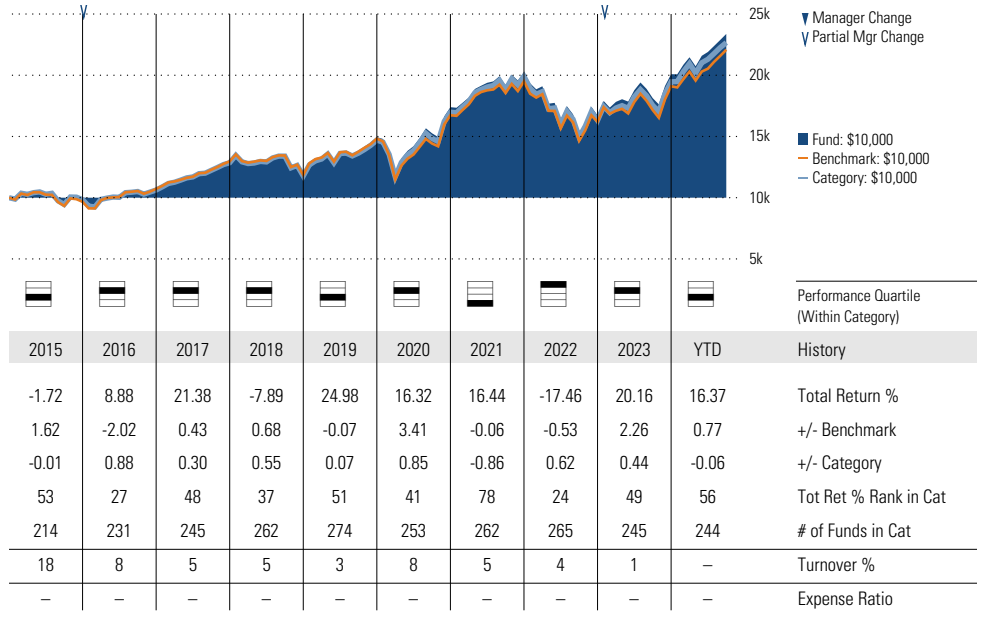 25k
20k
15k
10k
5k
Manager Change
Partial Mgr Change
Fund: $10,000
Benchmark: $10,000
Category: $10,000
Performance Quartile
(Within Category)
2015 2016 2017 2018 2019 2020 2021 2022 2023 YTD History
-1.72 8.88 21.38 -7.89 24.98 16.32 16.44 -17.46 20.16 16.37 Total Return %
1.62 -2.02 0.43 0.68 -0.07 3.41 -0.06 -0.53 2.26 0.77 +/- Benchmark
-0.01 0.88 0.30 0.55 0.07 0.85 -0.86 0.62 0.44 -0.06 +/- Category
53 27 48 37 51 41 78 24 49 56 Tot Ret % Rank in Cat
214 231 245 262 274 253 262 265 245 244 # of Funds in Cat
18 8 5 5 3 8 5 4 1 – Turnover %
– – – – – – – – – – Expense Ratio